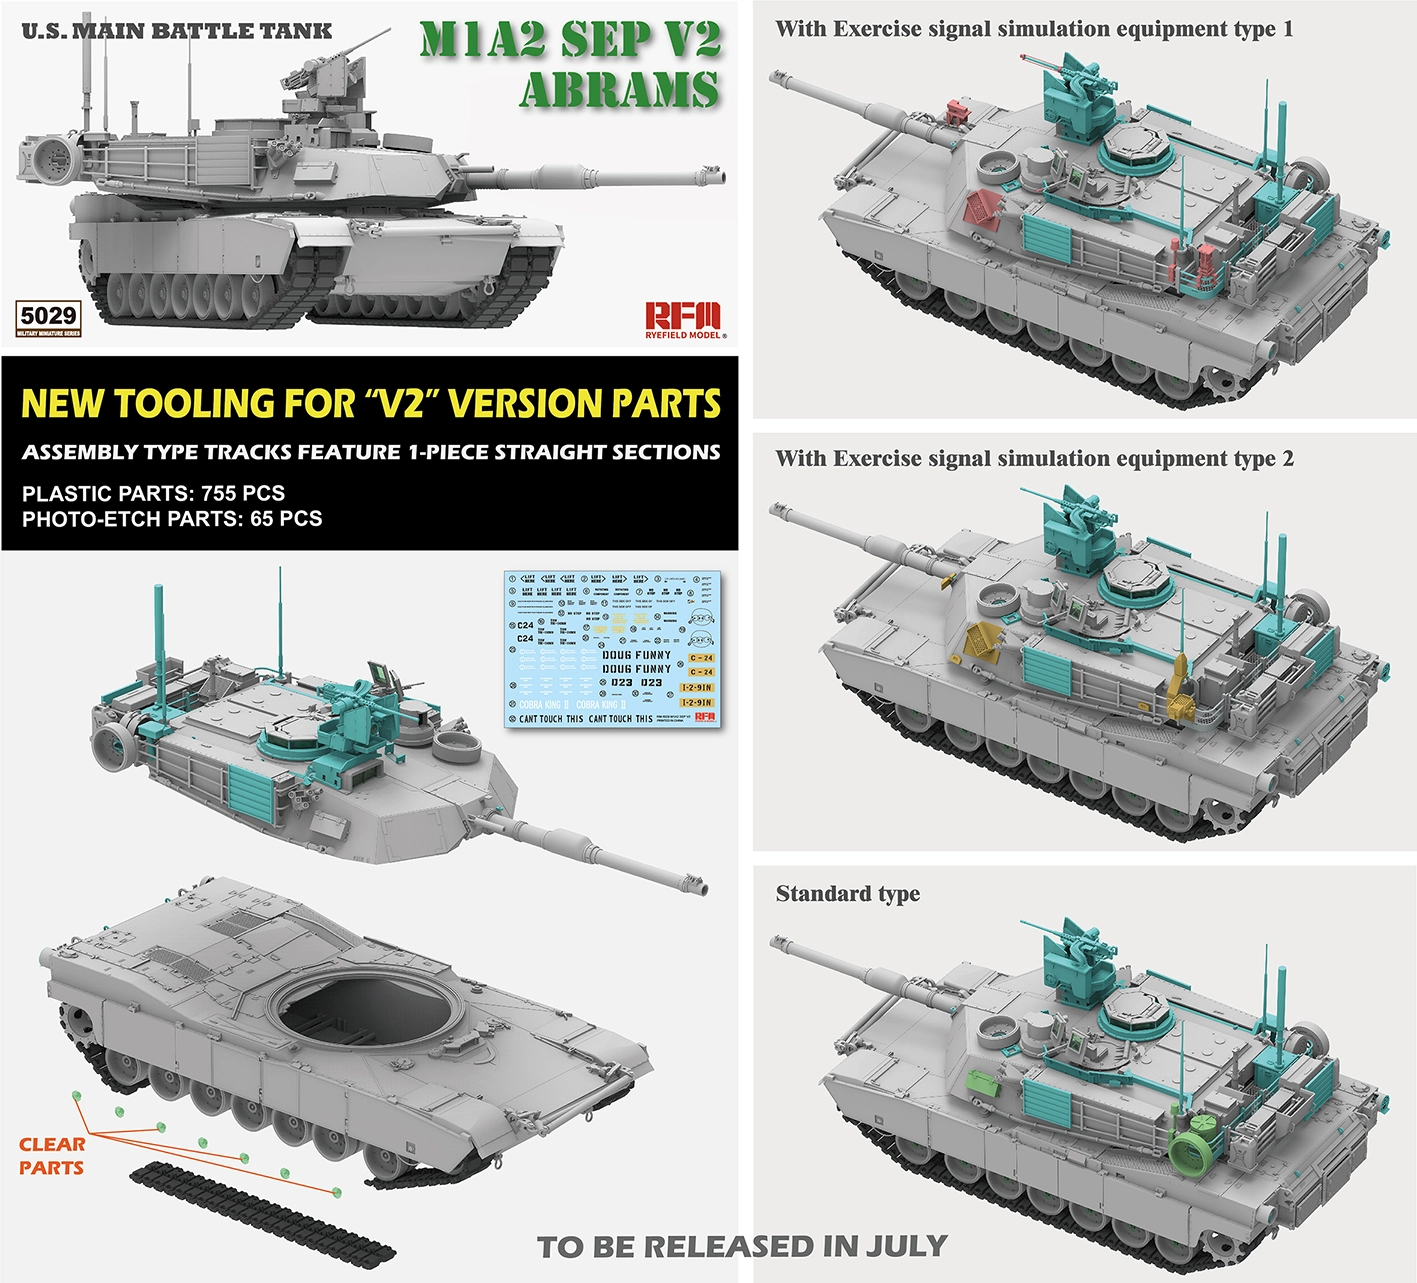 U.S. MAIN BATTLE TANK
M1A2 SEP V2
ABRAMS
5029
MILITARY MINIATURE SERIES
RFM
RYEFIELD MODEL®
NEW TOOLING FOR “V2” VERSION PARTS
ASSEMBLY TYPE TRACKS FEATURE 1-PIECE STRAIGHT SECTIONS
PLASTIC PARTS: 755 PCS
PHOTO-ETCH PARTS: 65 PCS
C24
C24
DOUG FUNNY
DOUG FUNNY
D23 D23
C-24
C-24
I-2-9IN
I-2-9IN
COBRA KING II COBRA KING II
CANT TOUCH THIS CANT TOUCH THIS
RFM
CLEAR
PARTS
With Exercise signal simulation equipment type 1
With Exercise signal simulation equipment type 2
Standard type
TO BE RELEASED IN JULY